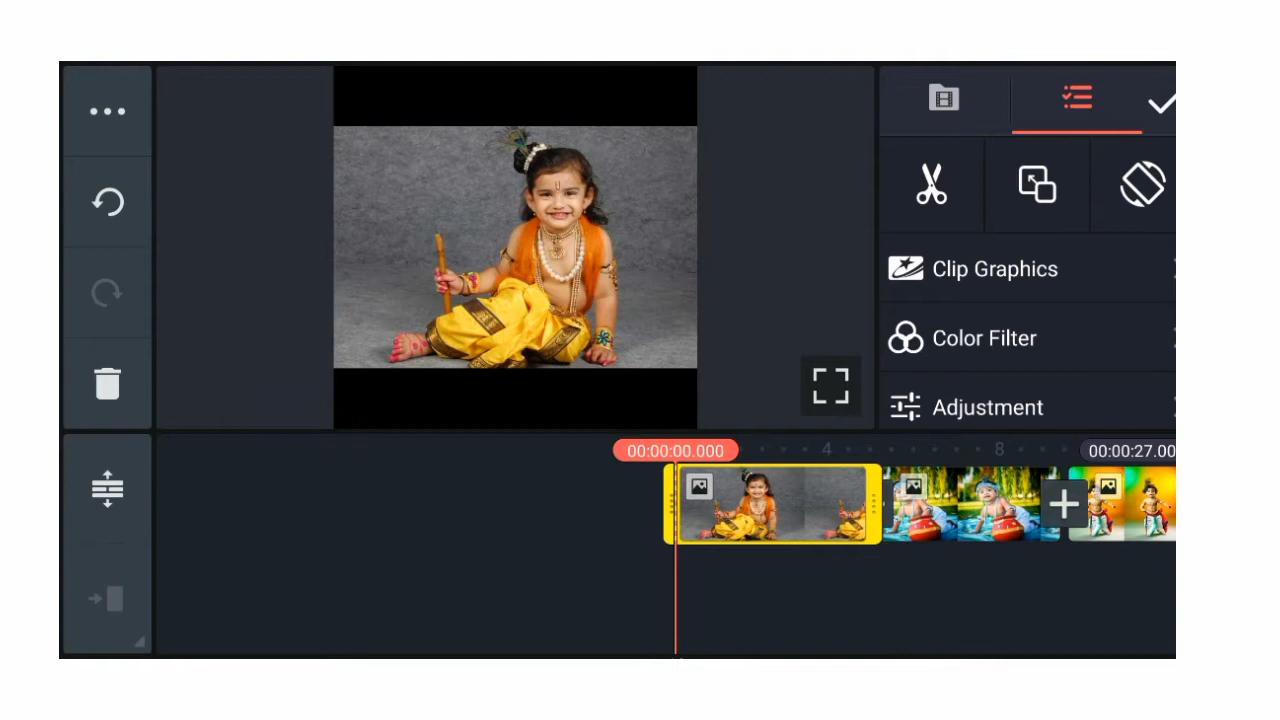 Clip Graphics
Color Filter
Adjustment
00:00:00.000
4
8
00:00:27.00